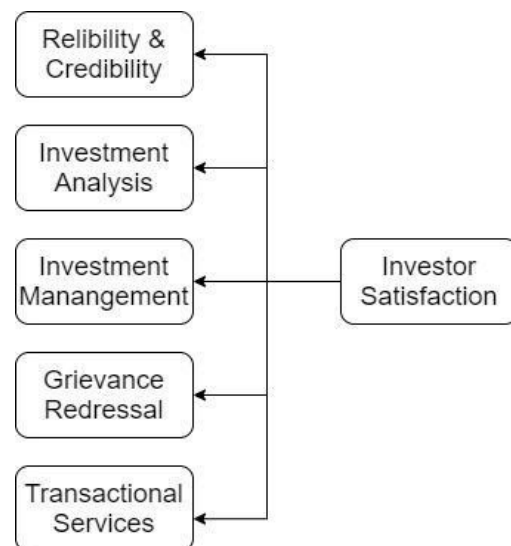 Relibility &
Credibility
Investment
Analysis
Investment
Manangement
Investor
Satisfaction
Grievance
Redressal
Transactional
Services